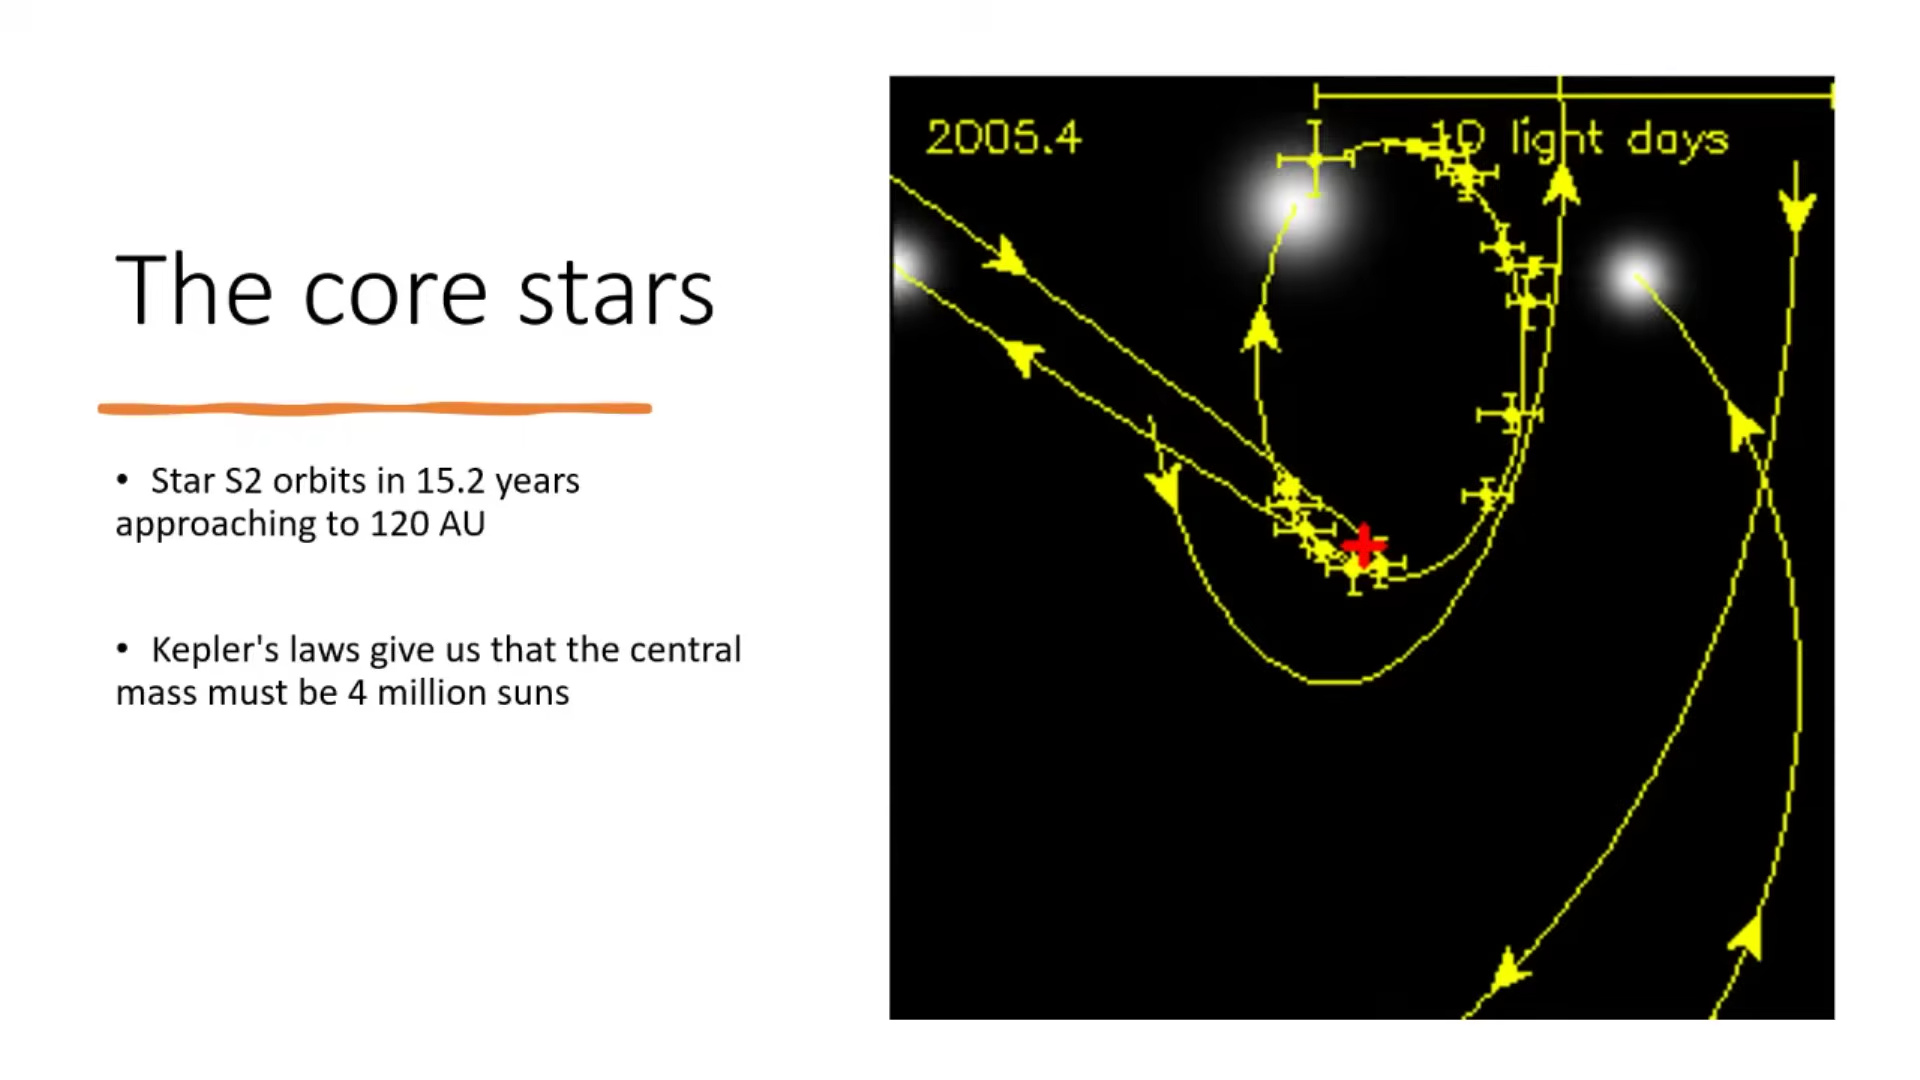 The core stars
• Star S2 orbits in 15.2 years
approaching to 120 AU
• Kepler's laws give us that the central
mass must be 4 million suns
2005.4
10 light days